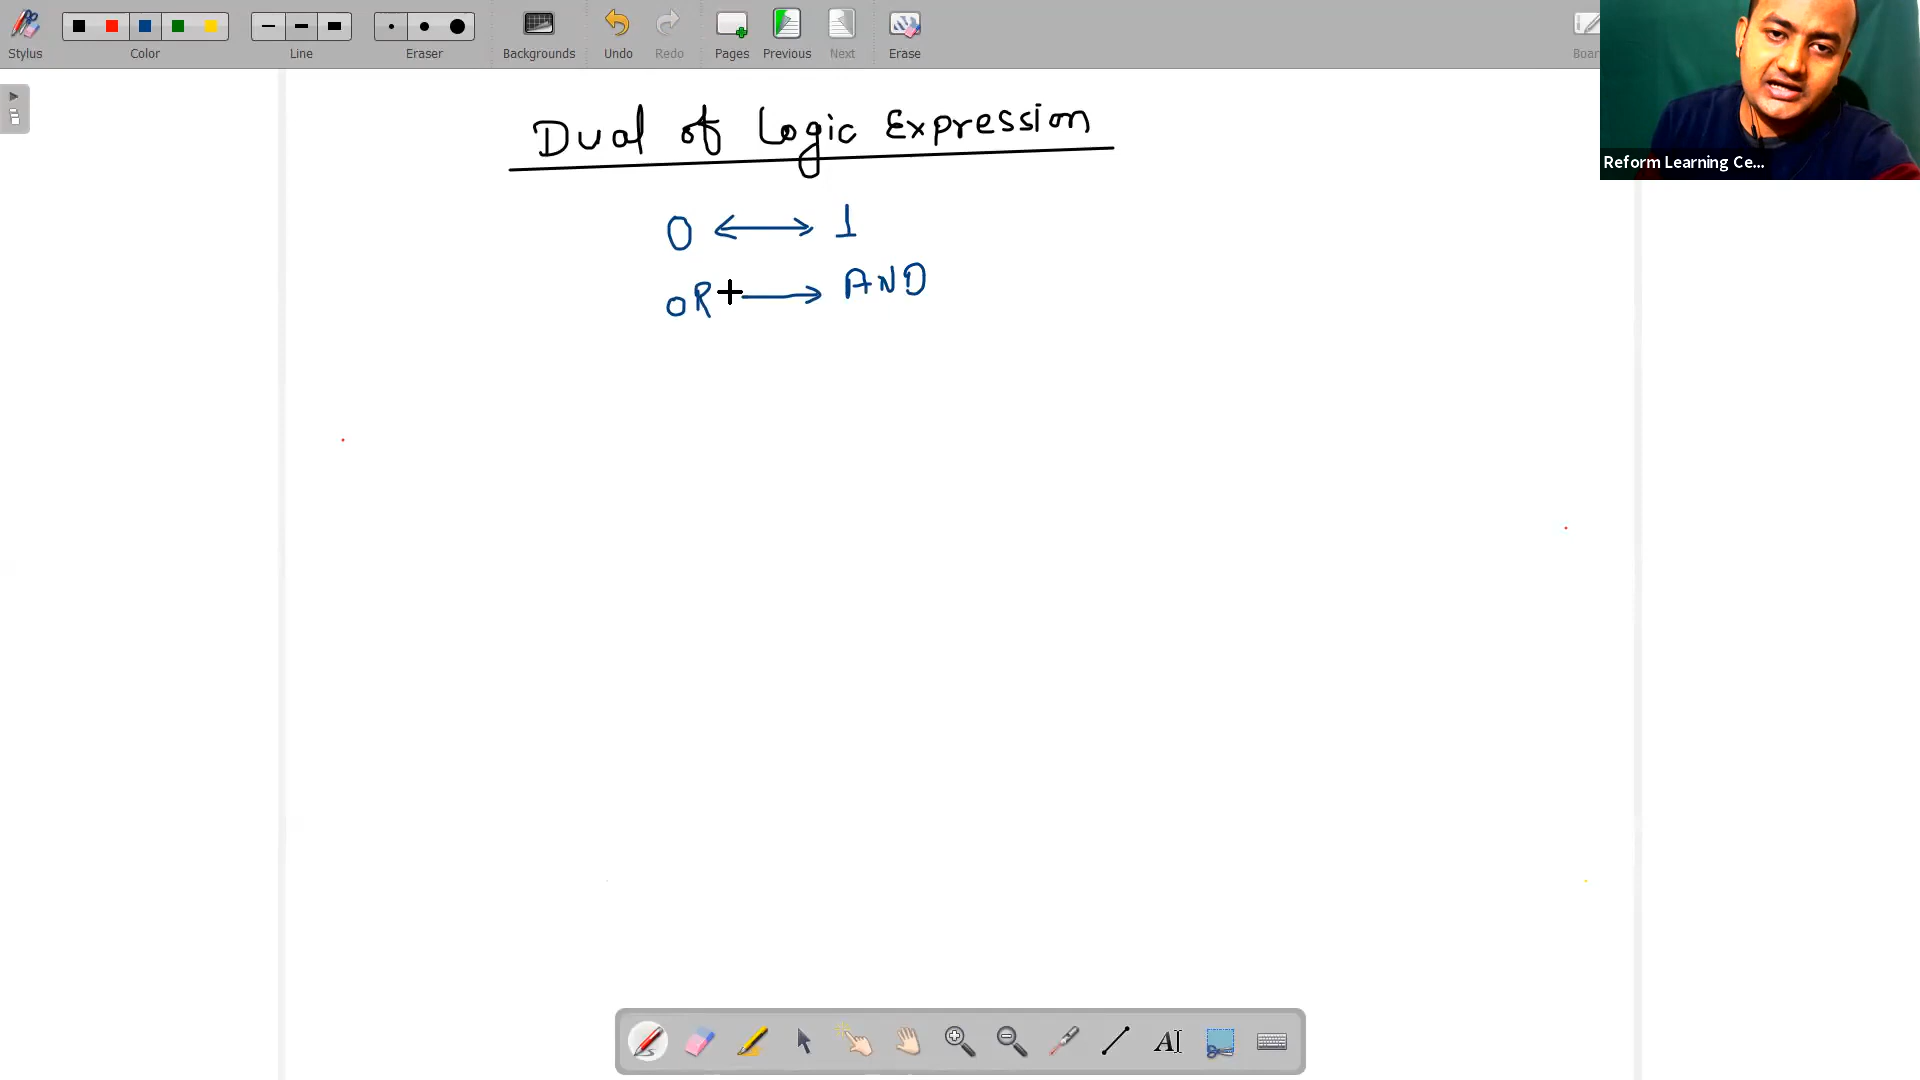 Stylus
Color
Line
Eraser
Backgrounds
Undo
Redo
Pages
Previous
Next
Erase
Boar
Reform Learning Ce...
Dual of Logic Expression
0 ⟷ 1
OR ⟶ AND